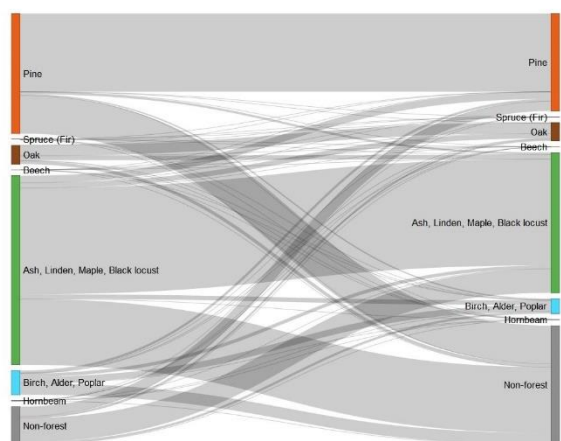 Pine
Spruce (Fir)
Oak
Beech
Ash, Linden, Maple, Black locust
Birch, Alder, Poplar
Hornbeam
Non-forest
Pine
Spruce (Fir)
Oak
Beech
Ash, Linden, Maple, Black locust
Birch, Alder, Poplar
Hornbeam
Non-forest